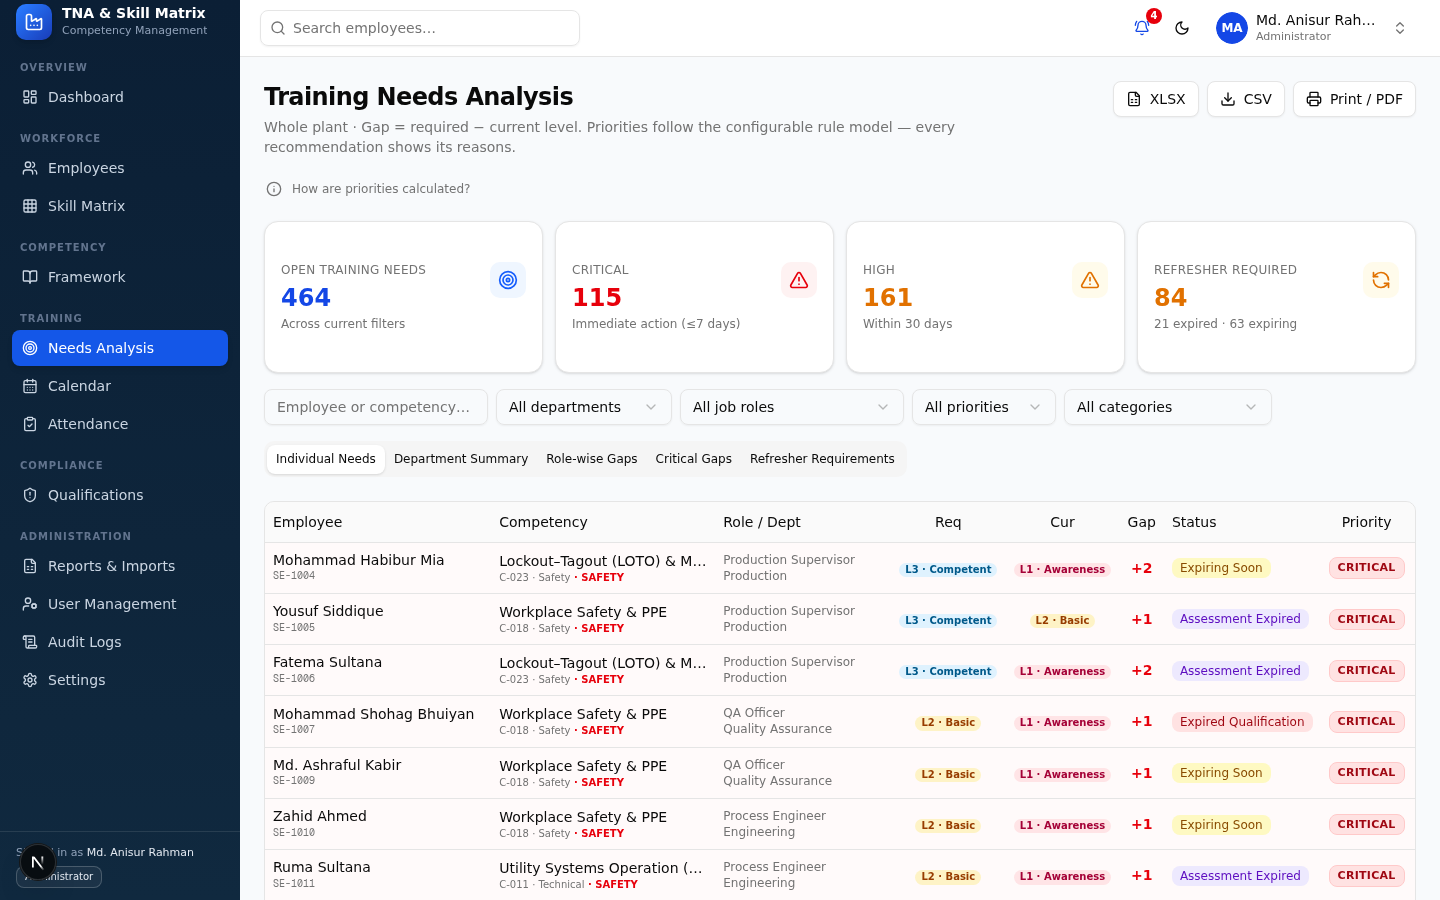 TNA & Skill Matrix
Competency Management
OVERVIEW
Dashboard
WORKFORCE
Employees
Skill Matrix
COMPETENCY
Framework
TRAINING
Needs Analysis
Calendar
Attendance
COMPLIANCE
Qualifications
ADMINISTRATION
Reports & Imports
User Management
Audit Logs
Settings
in as Md. Anisur Rahman
Search employees...
4
MA
Md. Anisur Rah...
Administrator
Training Needs Analysis
XLSX
CSV
Print / PDF
Whole plant · Gap = required − current level. Priorities follow the configurable rule model — every
recommendation shows its reasons.
How are priorities calculated?
OPEN TRAINING NEEDS
464
Across current filters
CRITICAL
115
Immediate action (≤7 days)
HIGH
161
Within 30 days
REFRESHER REQUIRED
84
21 expired · 63 expiring
Employee or competency...
All departments
All job roles
All priorities
All categories
Individual Needs Department Summary Role-wise Gaps Critical Gaps Refresher Requirements
Employee Competency Role / Dept Req Cur Gap Status Priority
Mohammad Habibur Mia Lockout–Tagout (LOTO) & M... Production Supervisor L3 · Competent L1 · Awareness +2 Expiring Soon CRITICAL
SE-1004 C-023 · Safety · SAFETY Production
Yousuf Siddique Workplace Safety & PPE Production Supervisor L3 · Competent L2 · Basic +1 Assessment Expired CRITICAL
SE-1005 C-018 · Safety · SAFETY Production
Fatema Sultana Lockout–Tagout (LOTO) & M... Production Supervisor L3 · Competent L1 · Awareness +2 Assessment Expired CRITICAL
SE-1006 C-023 · Safety · SAFETY Production
Mohammad Shohag Bhuiyan Workplace Safety & PPE QA Officer L2 · Basic L1 · Awareness +1 Expired Qualification CRITICAL
SE-1007 C-018 · Safety · SAFETY Quality Assurance
Md. Ashraful Kabir Workplace Safety & PPE QA Officer L2 · Basic L1 · Awareness +1 Expiring Soon CRITICAL
SE-1009 C-018 · Safety · SAFETY Quality Assurance
Zahid Ahmed Workplace Safety & PPE Process Engineer L2 · Basic L1 · Awareness +1 Expiring Soon CRITICAL
SE-1010 C-018 · Safety · SAFETY Engineering
Ruma Sultana Utility Systems Operation (... Process Engineer L2 · Basic L1 · Awareness +1 Assessment Expired CRITICAL
SE-1011 C-011 · Technical · SAFETY Engineering